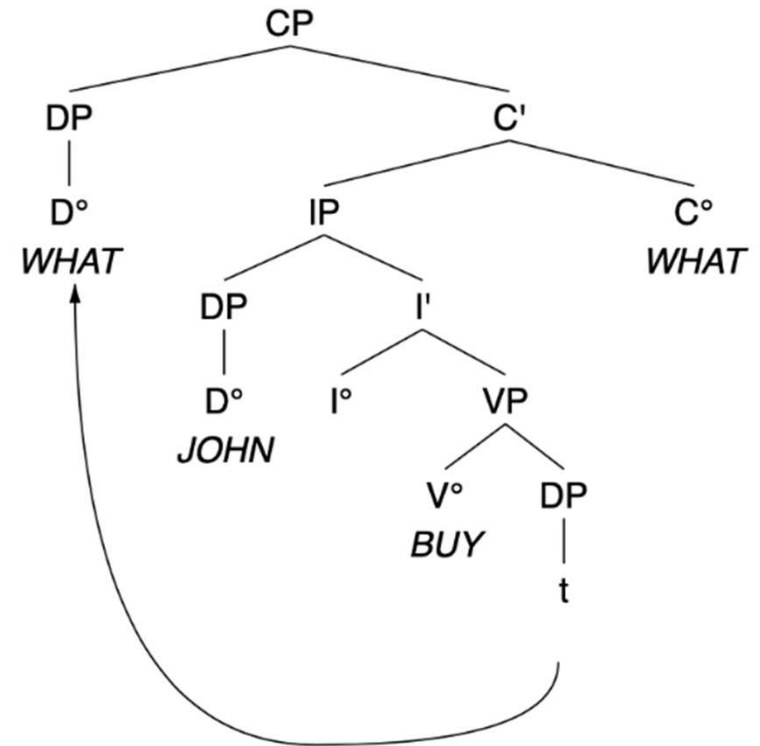 CP
DP C'
D° IP C°
WHAT WHAT
DP I'
D° I° VP
JOHN
V° DP
BUY
t